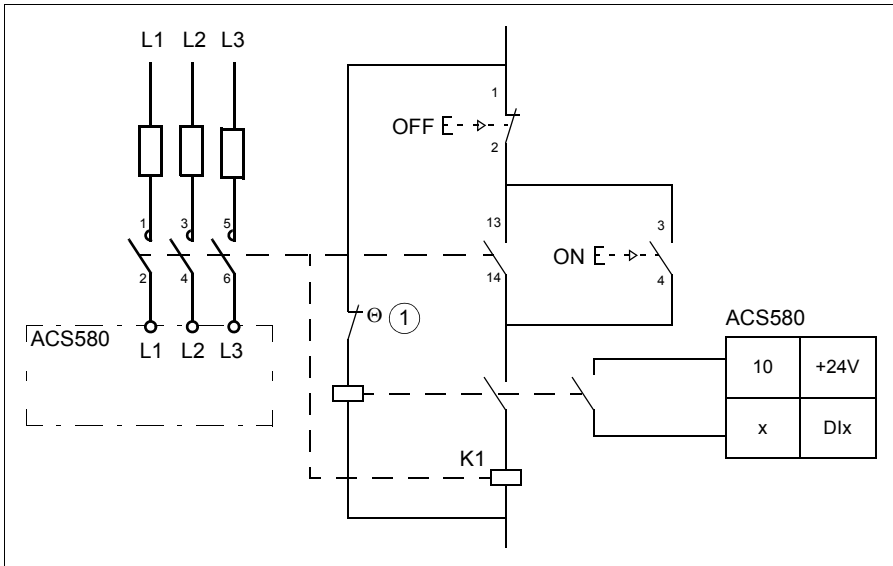 L1 L2 L3
1
OFF
2
1 3 5
13 3
ON
2 4 6
14 4
Θ 1
ACS580
L1 L2 L3
ACS580
10 +24V
x DIx
K1